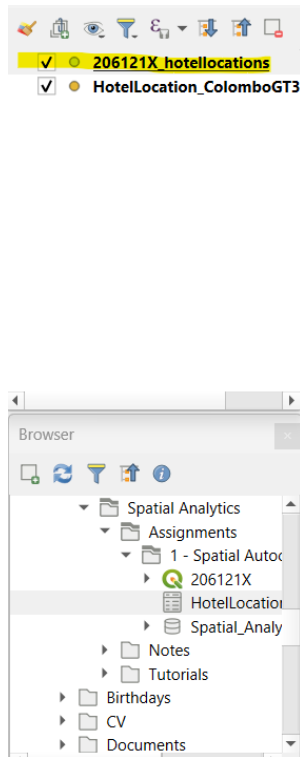 206121X_hotellocations
HotelLocation_ColomboGT3
Browser
Spatial Analytics
Assignments
1 - Spatial Autoc
206121X
HotelLocation
Spatial_Analy
Notes
Tutorials
Birthdays
CV
Documents